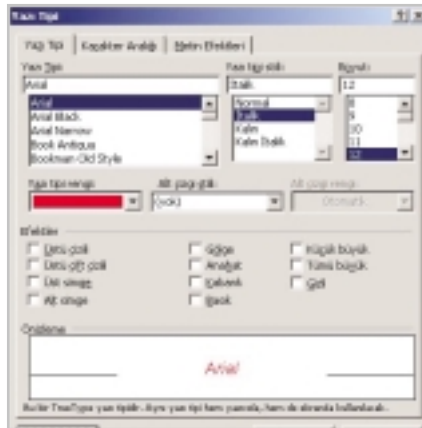 Yazı Tipi
Yazı Tipi Karakter Aralığı Metin Efektleri
Yazı Tipi: Yazı tipi stili: Boyut:
Arial İtalik 12
Arial Normal 8
Arial Black İtalik 9
Arial Narrow Kalın 10
Book Antiqua Kalın İtalik 11
Bookman Old Style 12
Yazı tipi rengi: Alt çizgi stili: Alt çizgi rengi:
(yok) Otomatik
Efektler
Üstü çizili Gölge Küçük büyük
Üstü çift çizili Anahat Tümü büyük
Üst simge Kabartma Gizli
Alt simge Basık
Önizleme
Arial
Bu bir TrueType yazı tipidir. Aynı yazı tipi hem yazıcıda, hem de ekranda kullanılacak.